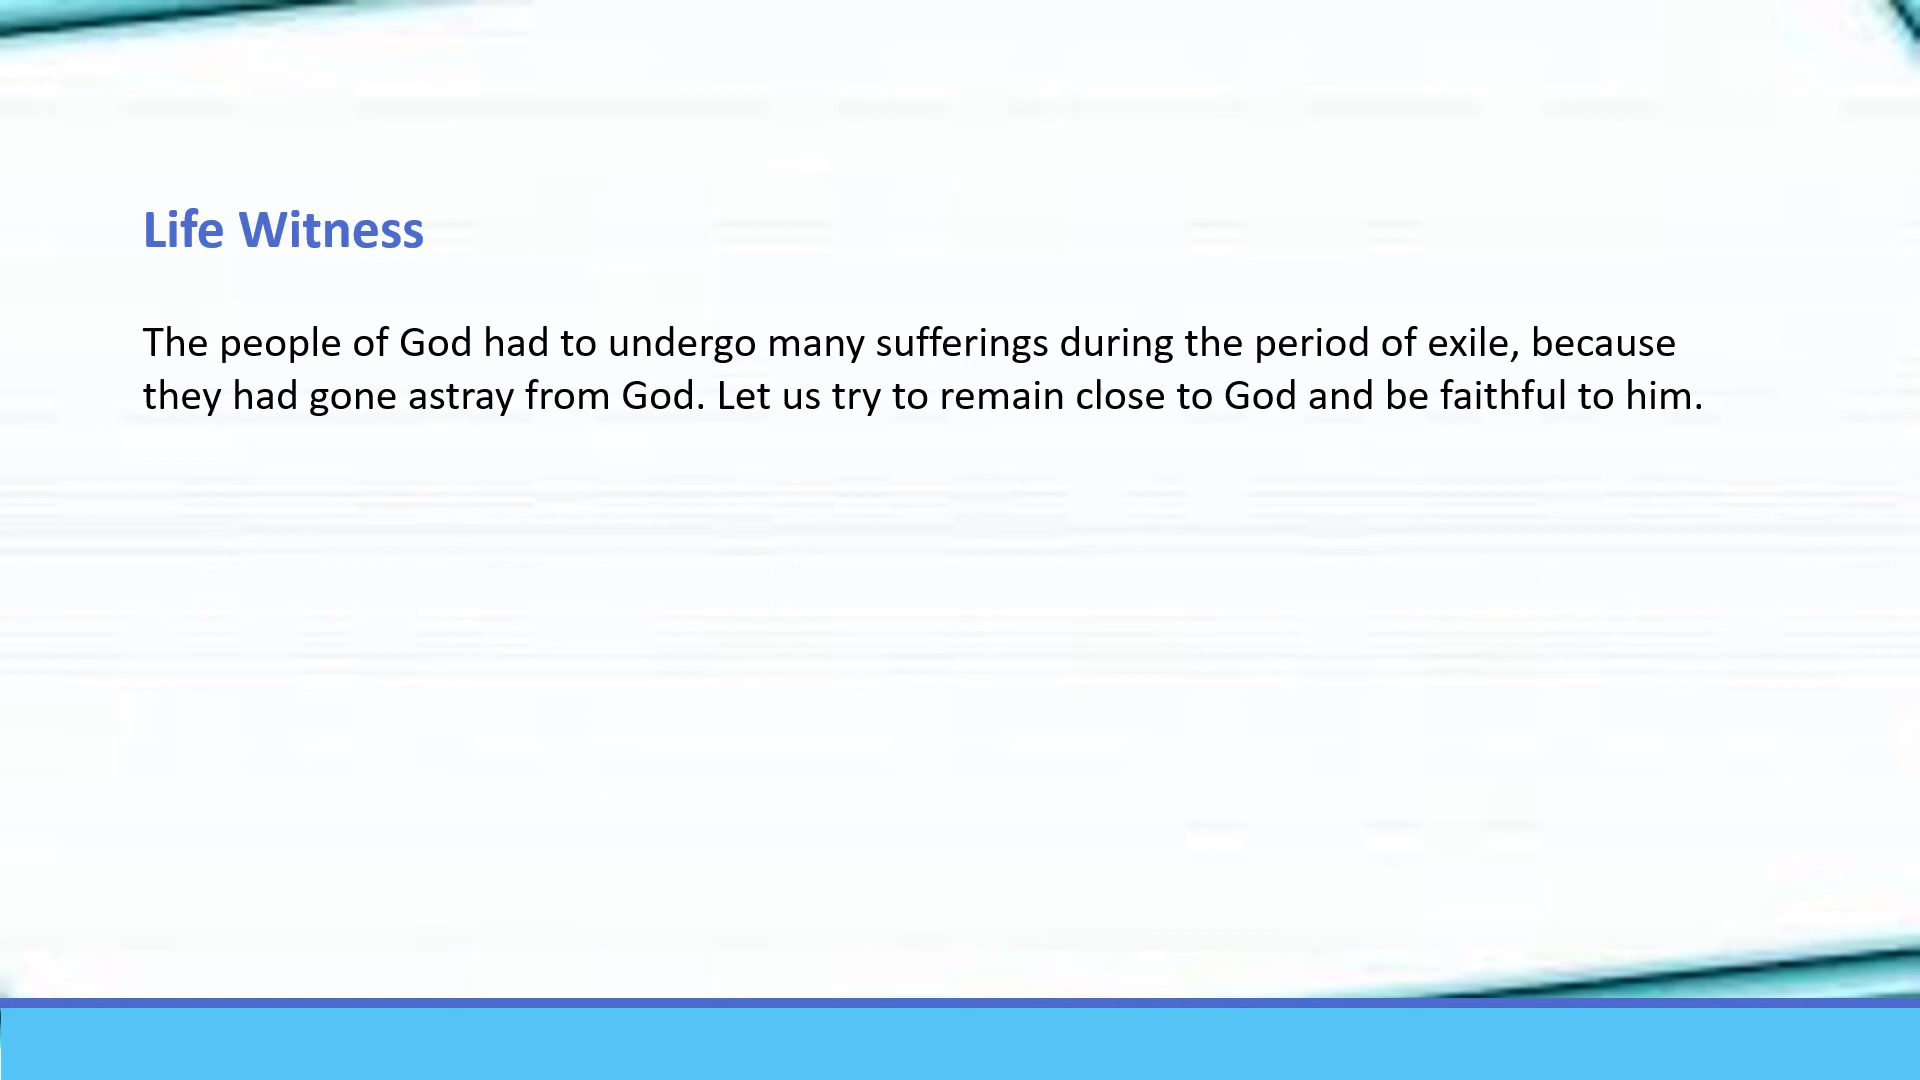 Life Witness
The people of God had to undergo many sufferings during the period of exile, because
they had gone astray from God. Let us try to remain close to God and be faithful to him.